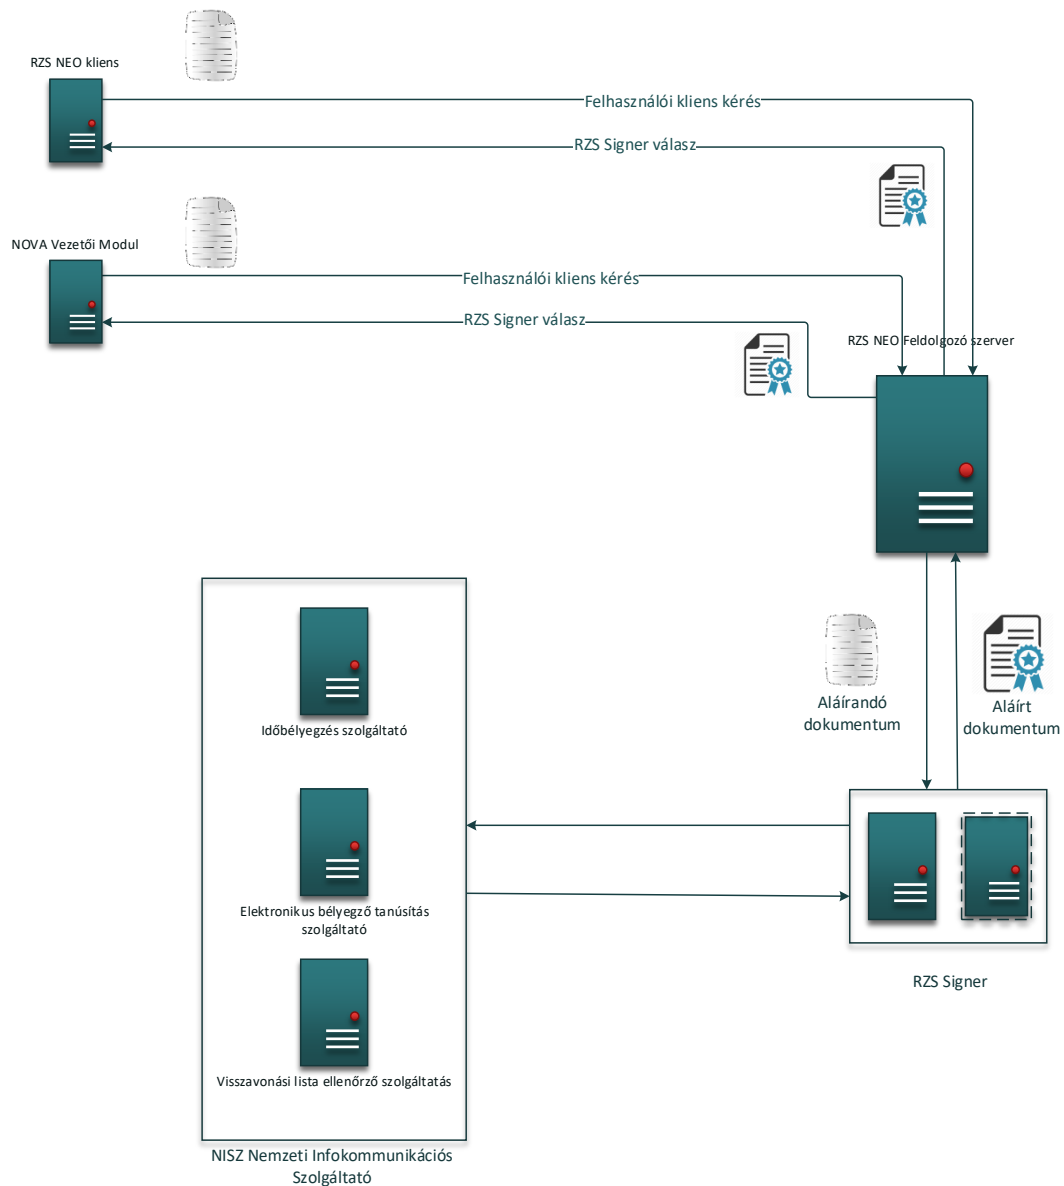 RZS NEO kliens
Felhasználói kliens kérés
RZS Signer válasz
NOVA Vezetői Modul
Felhasználói kliens kérés
RZS Signer válasz
RZS NEO Feldolgozó szerver
Aláírandó
dokumentum
Aláírt
dokumentum
Időbélyegzés szolgáltató
Elektronikus bélyegző tanúsítás
szolgáltató
Visszavonási lista ellenőrző szolgáltatás
RZS Signer
NISZ Nemzeti Infokommunikációs
Szolgáltató